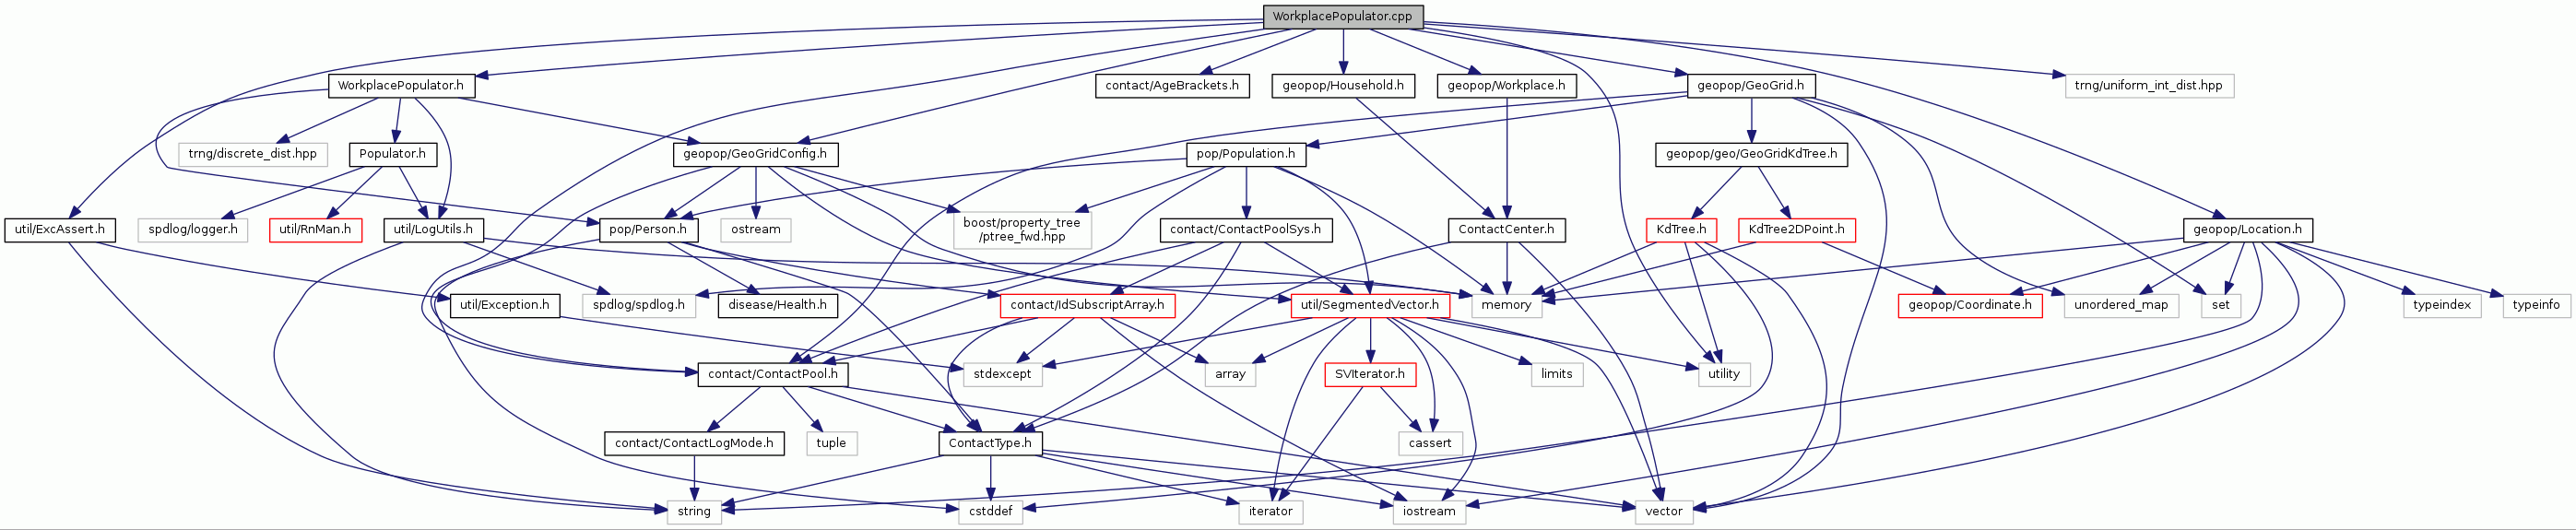 WorkplacePopulator.cpp
WorkplacePopulator.h
contact/AgeBrackets.h
geopop/Household.h
geopop/Workplace.h
geopop/GeoGrid.h
trng/uniform_int_dist.hpp
trng/discrete_dist.hpp
Populator.h
geopop/GeoGridConfig.h
pop/Population.h
geopop/geo/GeoGridKdTree.h
util/ExcAssert.h
spdlog/logger.h
util/RnMan.h
util/LogUtils.h
pop/Person.h
ostream
boost/property_tree
/ptree_fwd.hpp
contact/ContactPoolSys.h
ContactCenter.h
KdTree.h
KdTree2DPoint.h
geopop/Location.h
util/Exception.h
spdlog/spdlog.h
disease/Health.h
contact/IdSubscriptArray.h
util/SegmentedVector.h
memory
geopop/Coordinate.h
unordered_map
set
typeindex
typeinfo
contact/ContactPool.h
stdexcept
array
SVIterator.h
limits
utility
contact/ContactLogMode.h
tuple
ContactType.h
cassert
string
cstddef
iterator
iostream
vector